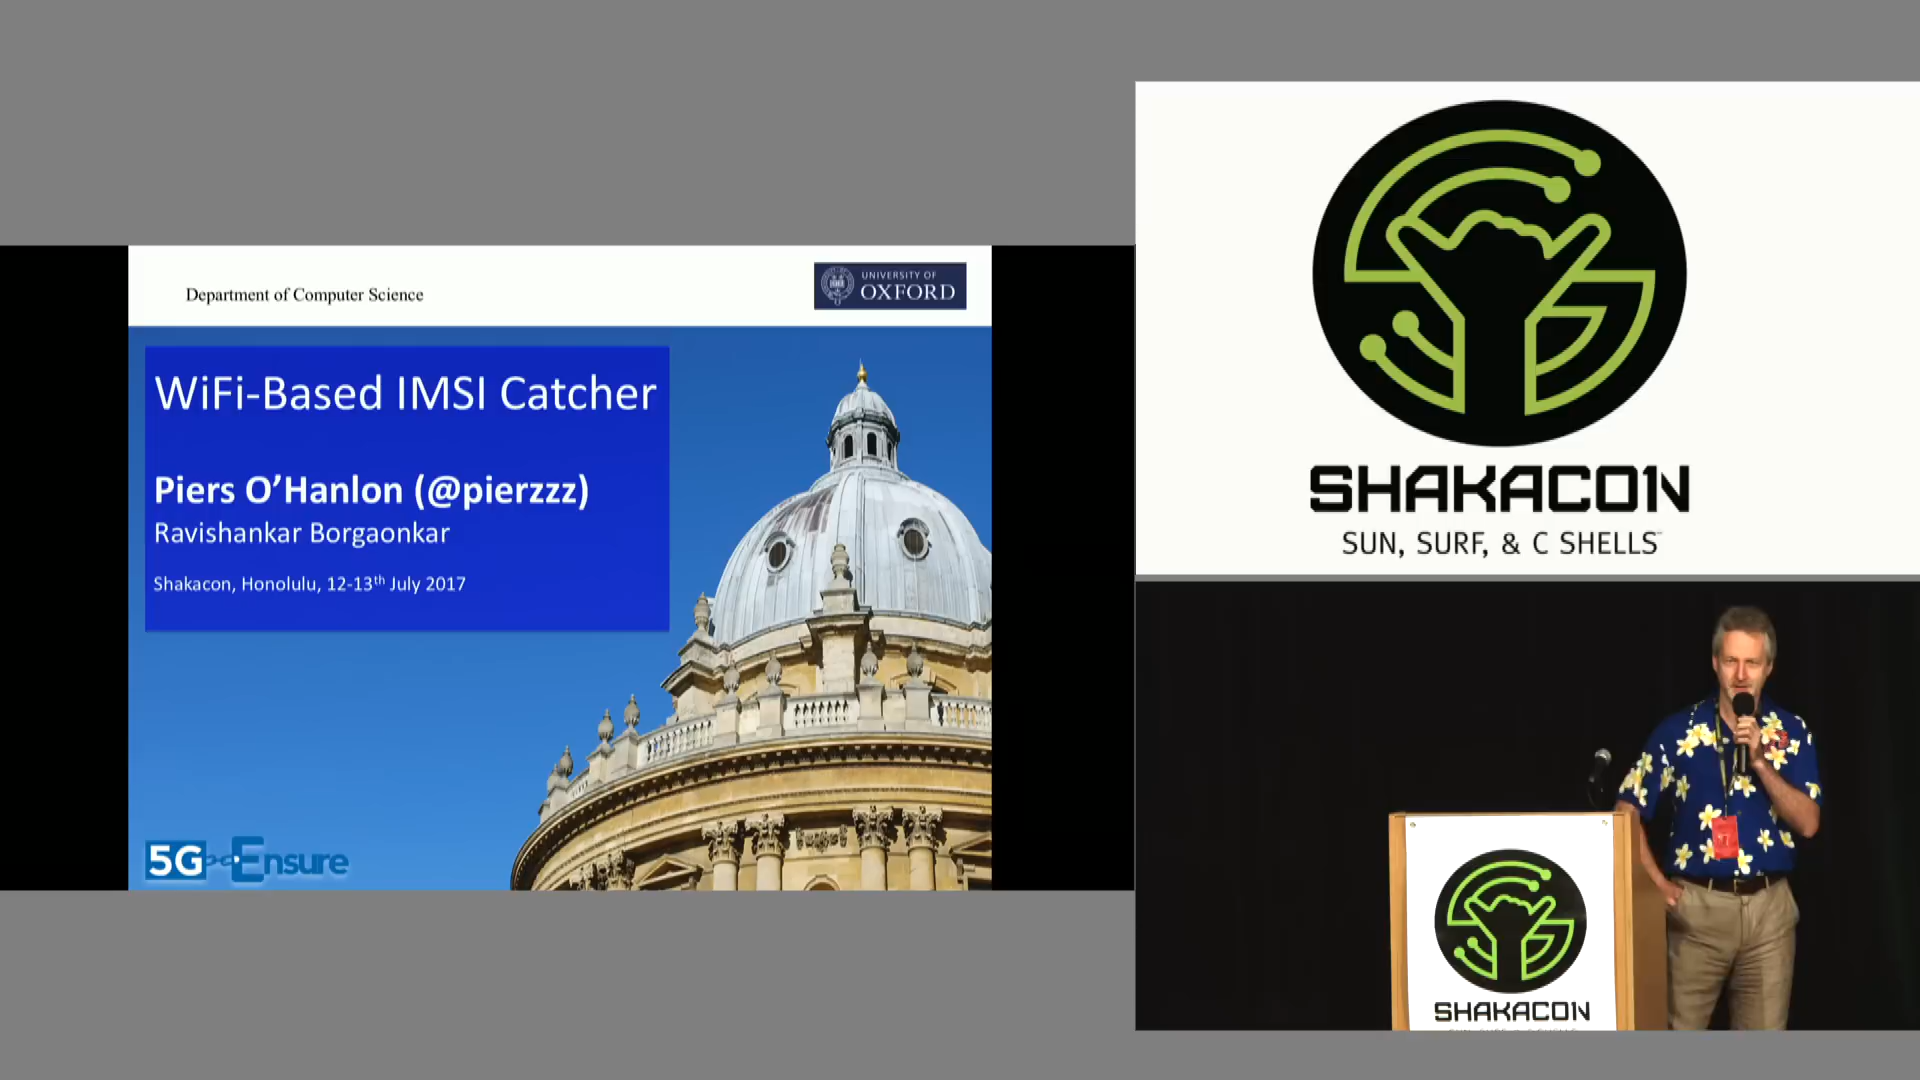 Department of Computer Science
UNIVERSITY OF
OXFORD
WiFi-Based IMSI Catcher
Piers O’Hanlon (@pierzzz)
Ravishankar Borgaonkar
Shakacon, Honolulu, 12-13th July 2017
5G Ensure
SHAKACON
SUN, SURF, & C SHELLS
SHAKACON